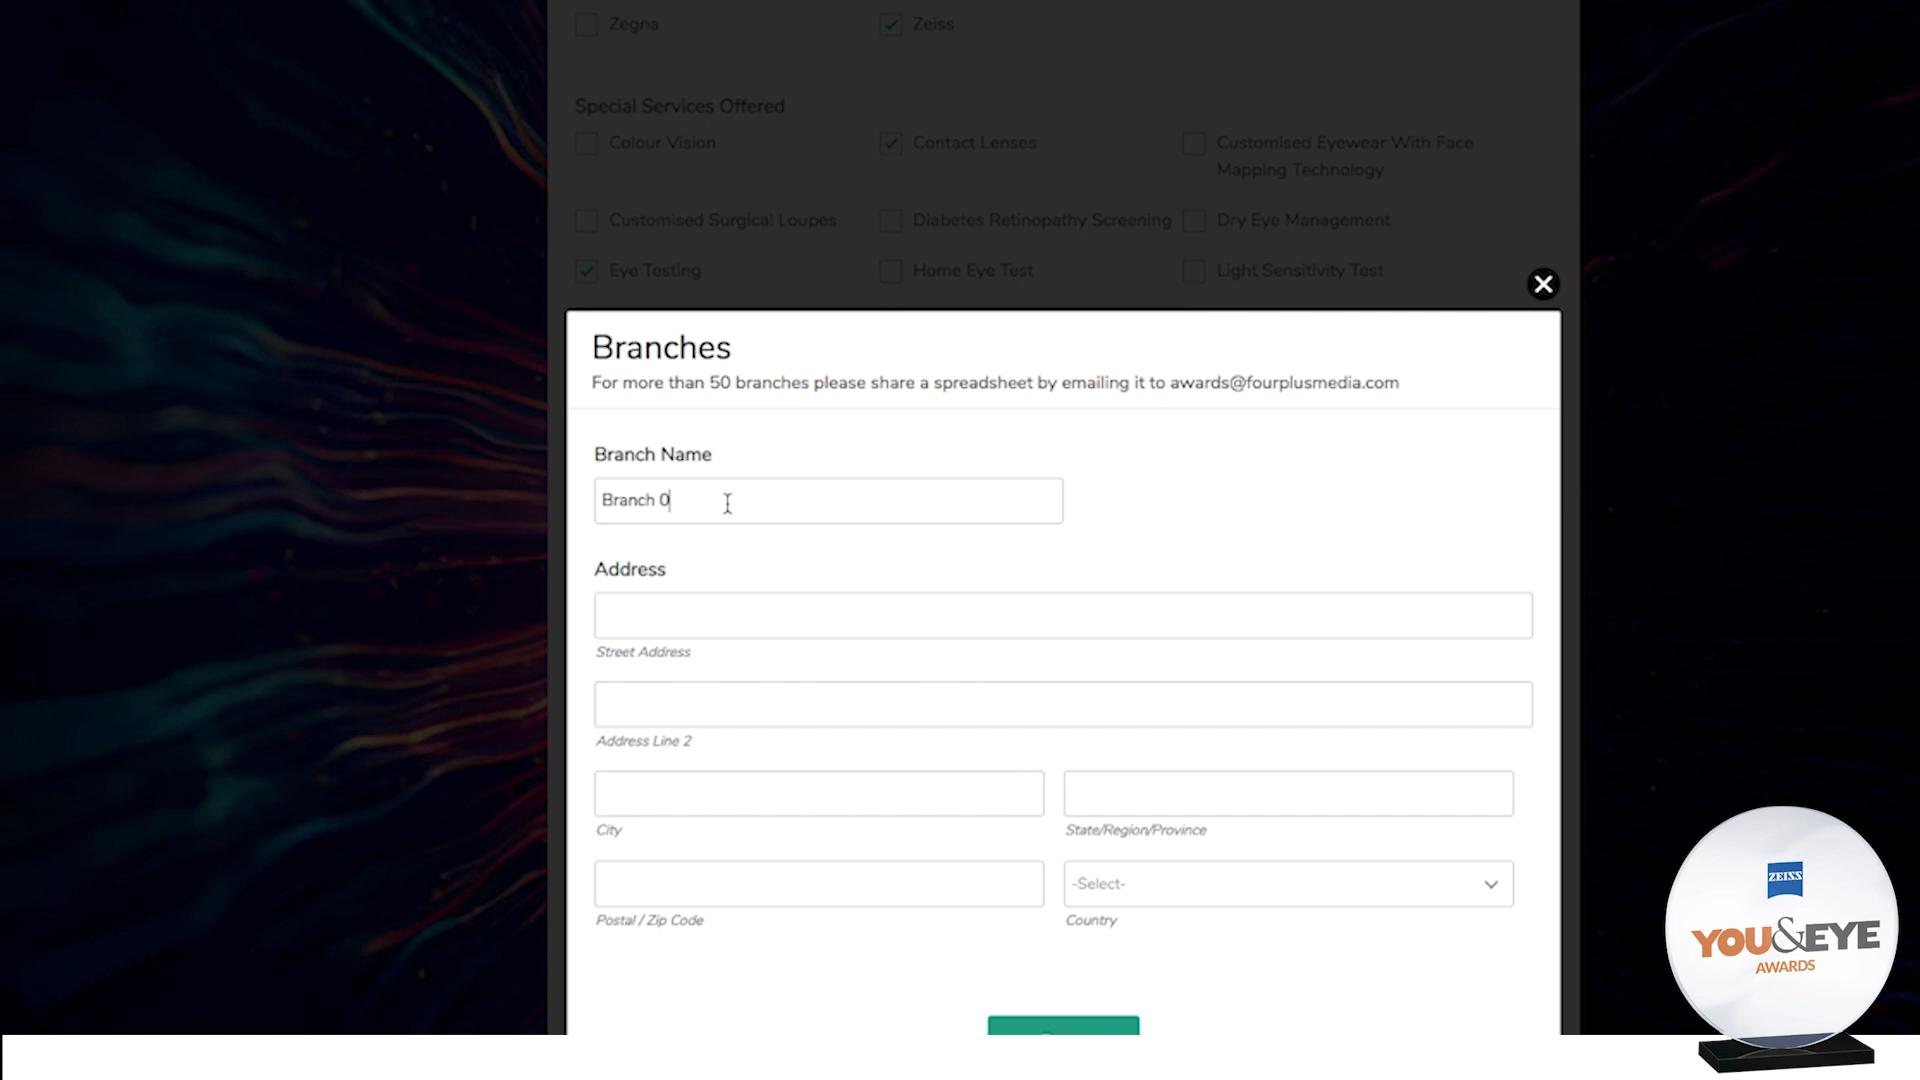 Zegna
Zeiss
Special Services Offered
Colour Vision
Contact Lenses
Customised Eyewear With Face
Mapping Technology
Customised Surgical Loupes
Diabetes Retinopathy Screening
Dry Eye Management
Eye Testing
Home Eye Test
Light Sensitivity Test
Branches
For more than 50 branches please share a spreadsheet by emailing it to awards@fourplusmedia.com
Branch Name
Branch 0
Address
Street Address
Address Line 2
City
State/Region/Province
-Select-
Postal / Zip Code
Country
ZEISS
YOU&EYE
AWARDS